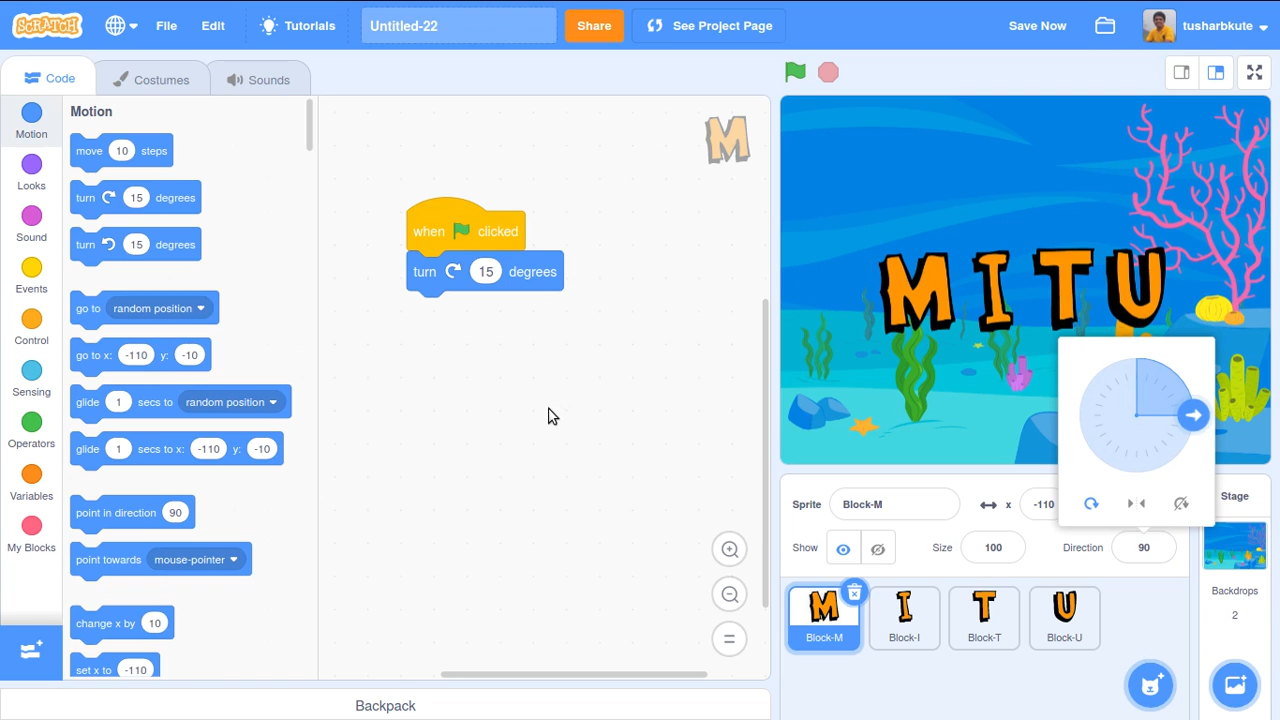 SCRATCH
File
Edit
Tutorials
Untitled-22
Share
See Project Page
Save Now
tusharbkute
Code
Costumes
Sounds
Motion
Looks
Sound
Events
Control
Sensing
Operators
Variables
My Blocks
Motion
move 10 steps
turn 15 degrees
turn 15 degrees
go to random position
go to x: -110 y: -10
glide 1 secs to random position
glide 1 secs to x: -110 y: -10
point in direction 90
point towards mouse-pointer
change x by 10
set x to -110
M
when clicked
turn 15 degrees
Backpack
MITU
Sprite Block-M x -110
Show Size 100 Direction 90
M I T U
Block-M Block-I Block-T Block-U
Stage
Backdrops
2